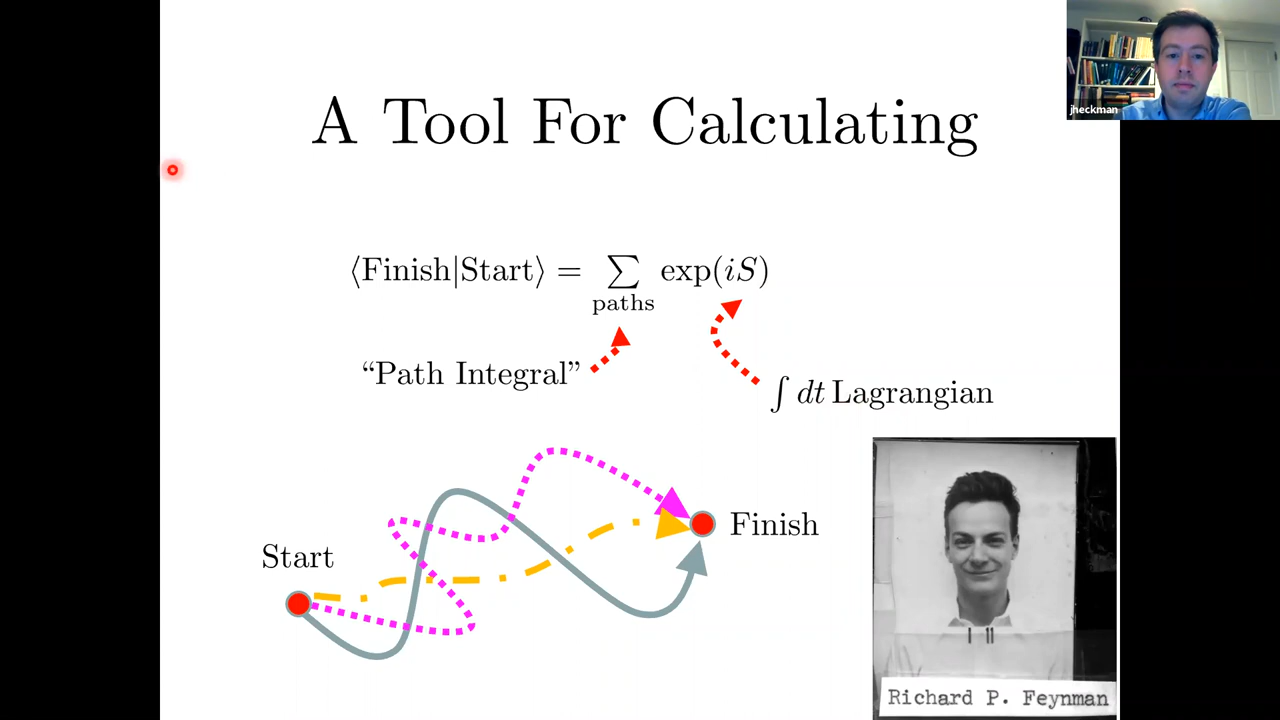 jheckman
A Tool For Calculating
⟨Finish|Start⟩ = ∑ exp(iS)
paths
“Path Integral”
∫ dt Lagrangian
Finish
Start
Richard P. Feynman